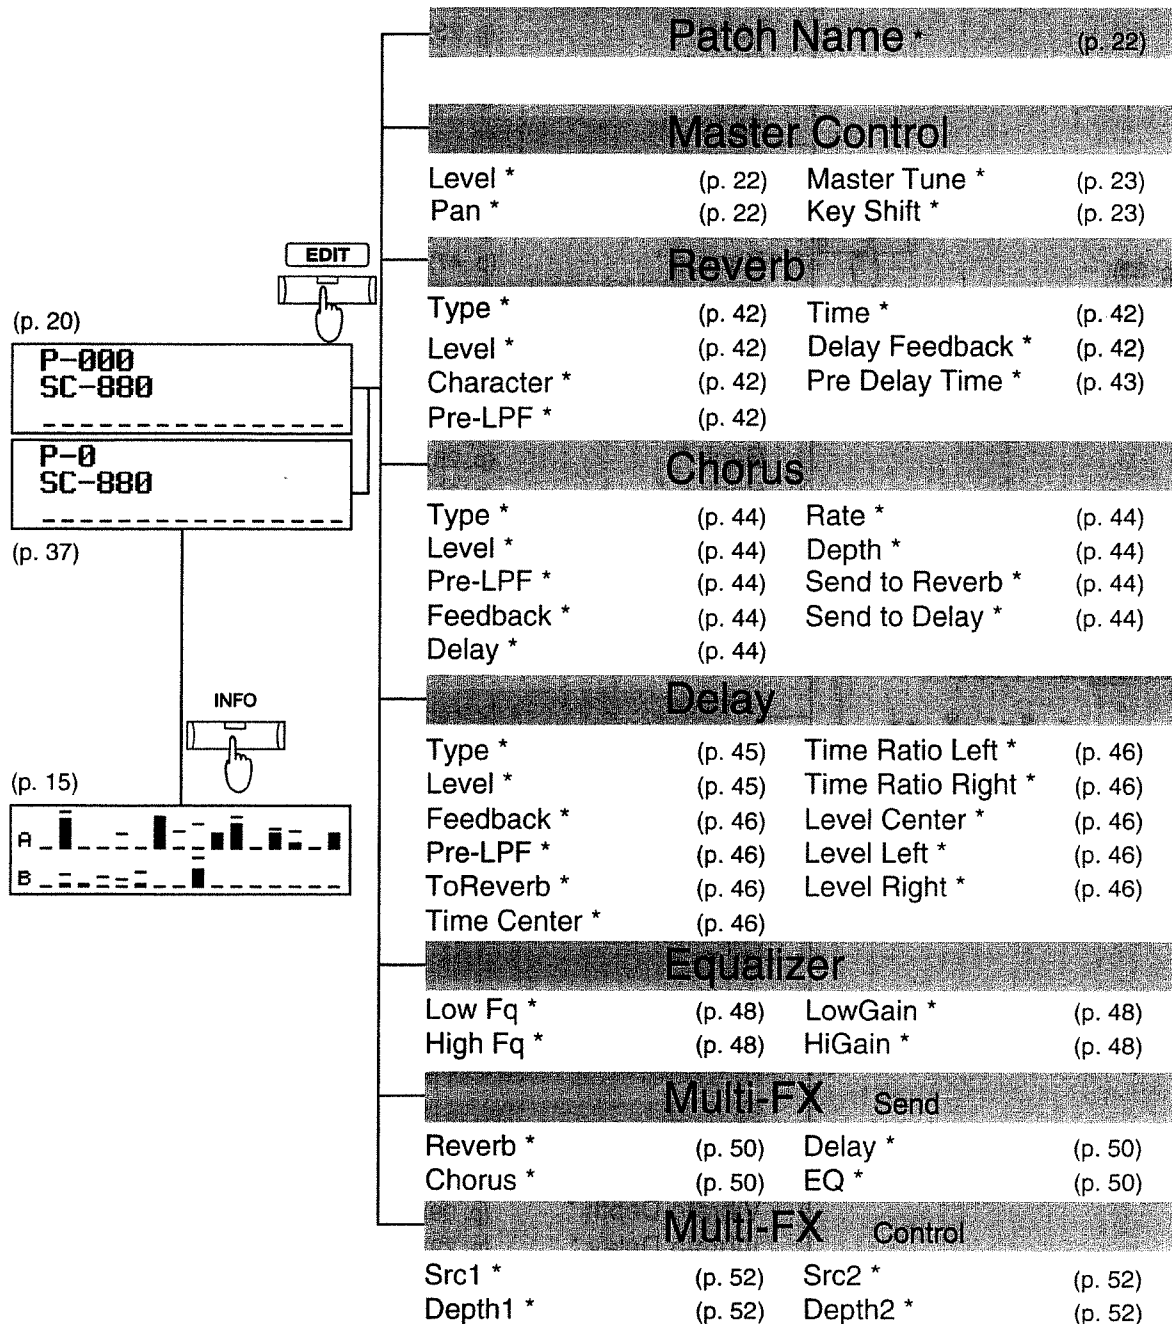 Patch Name * (p. 22)
Master Control
Level * (p. 22) Master Tune * (p. 23)
Pan * (p. 22) Key Shift * (p. 23)
EDIT
Reverb
Type * (p. 42) Time * (p. 42)
Level * (p. 42) Delay Feedback * (p. 42)
Character * (p. 42) Pre Delay Time * (p. 43)
Pre-LPF * (p. 42)
(p. 20)
P-000
SC-880
P-0
SC-880
(p. 37)
Chorus
Type * (p. 44) Rate * (p. 44)
Level * (p. 44) Depth * (p. 44)
Pre-LPF * (p. 44) Send to Reverb * (p. 44)
Feedback * (p. 44) Send to Delay * (p. 44)
Delay * (p. 44)
INFO
(p. 15)
A
B
Delay
Type * (p. 45) Time Ratio Left * (p. 46)
Level * (p. 45) Time Ratio Right * (p. 46)
Feedback * (p. 46) Level Center * (p. 46)
Pre-LPF * (p. 46) Level Left * (p. 46)
ToReverb * (p. 46) Level Right * (p. 46)
Time Center * (p. 46)
Equalizer
Low Fq * (p. 48) LowGain * (p. 48)
High Fq * (p. 48) HiGain * (p. 48)
Multi-FX Send
Reverb * (p. 50) Delay * (p. 50)
Chorus * (p. 50) EQ * (p. 50)
Multi-FX Control
Src1 * (p. 52) Src2 * (p. 52)
Depth1 * (p. 52) Depth2 * (p. 52)